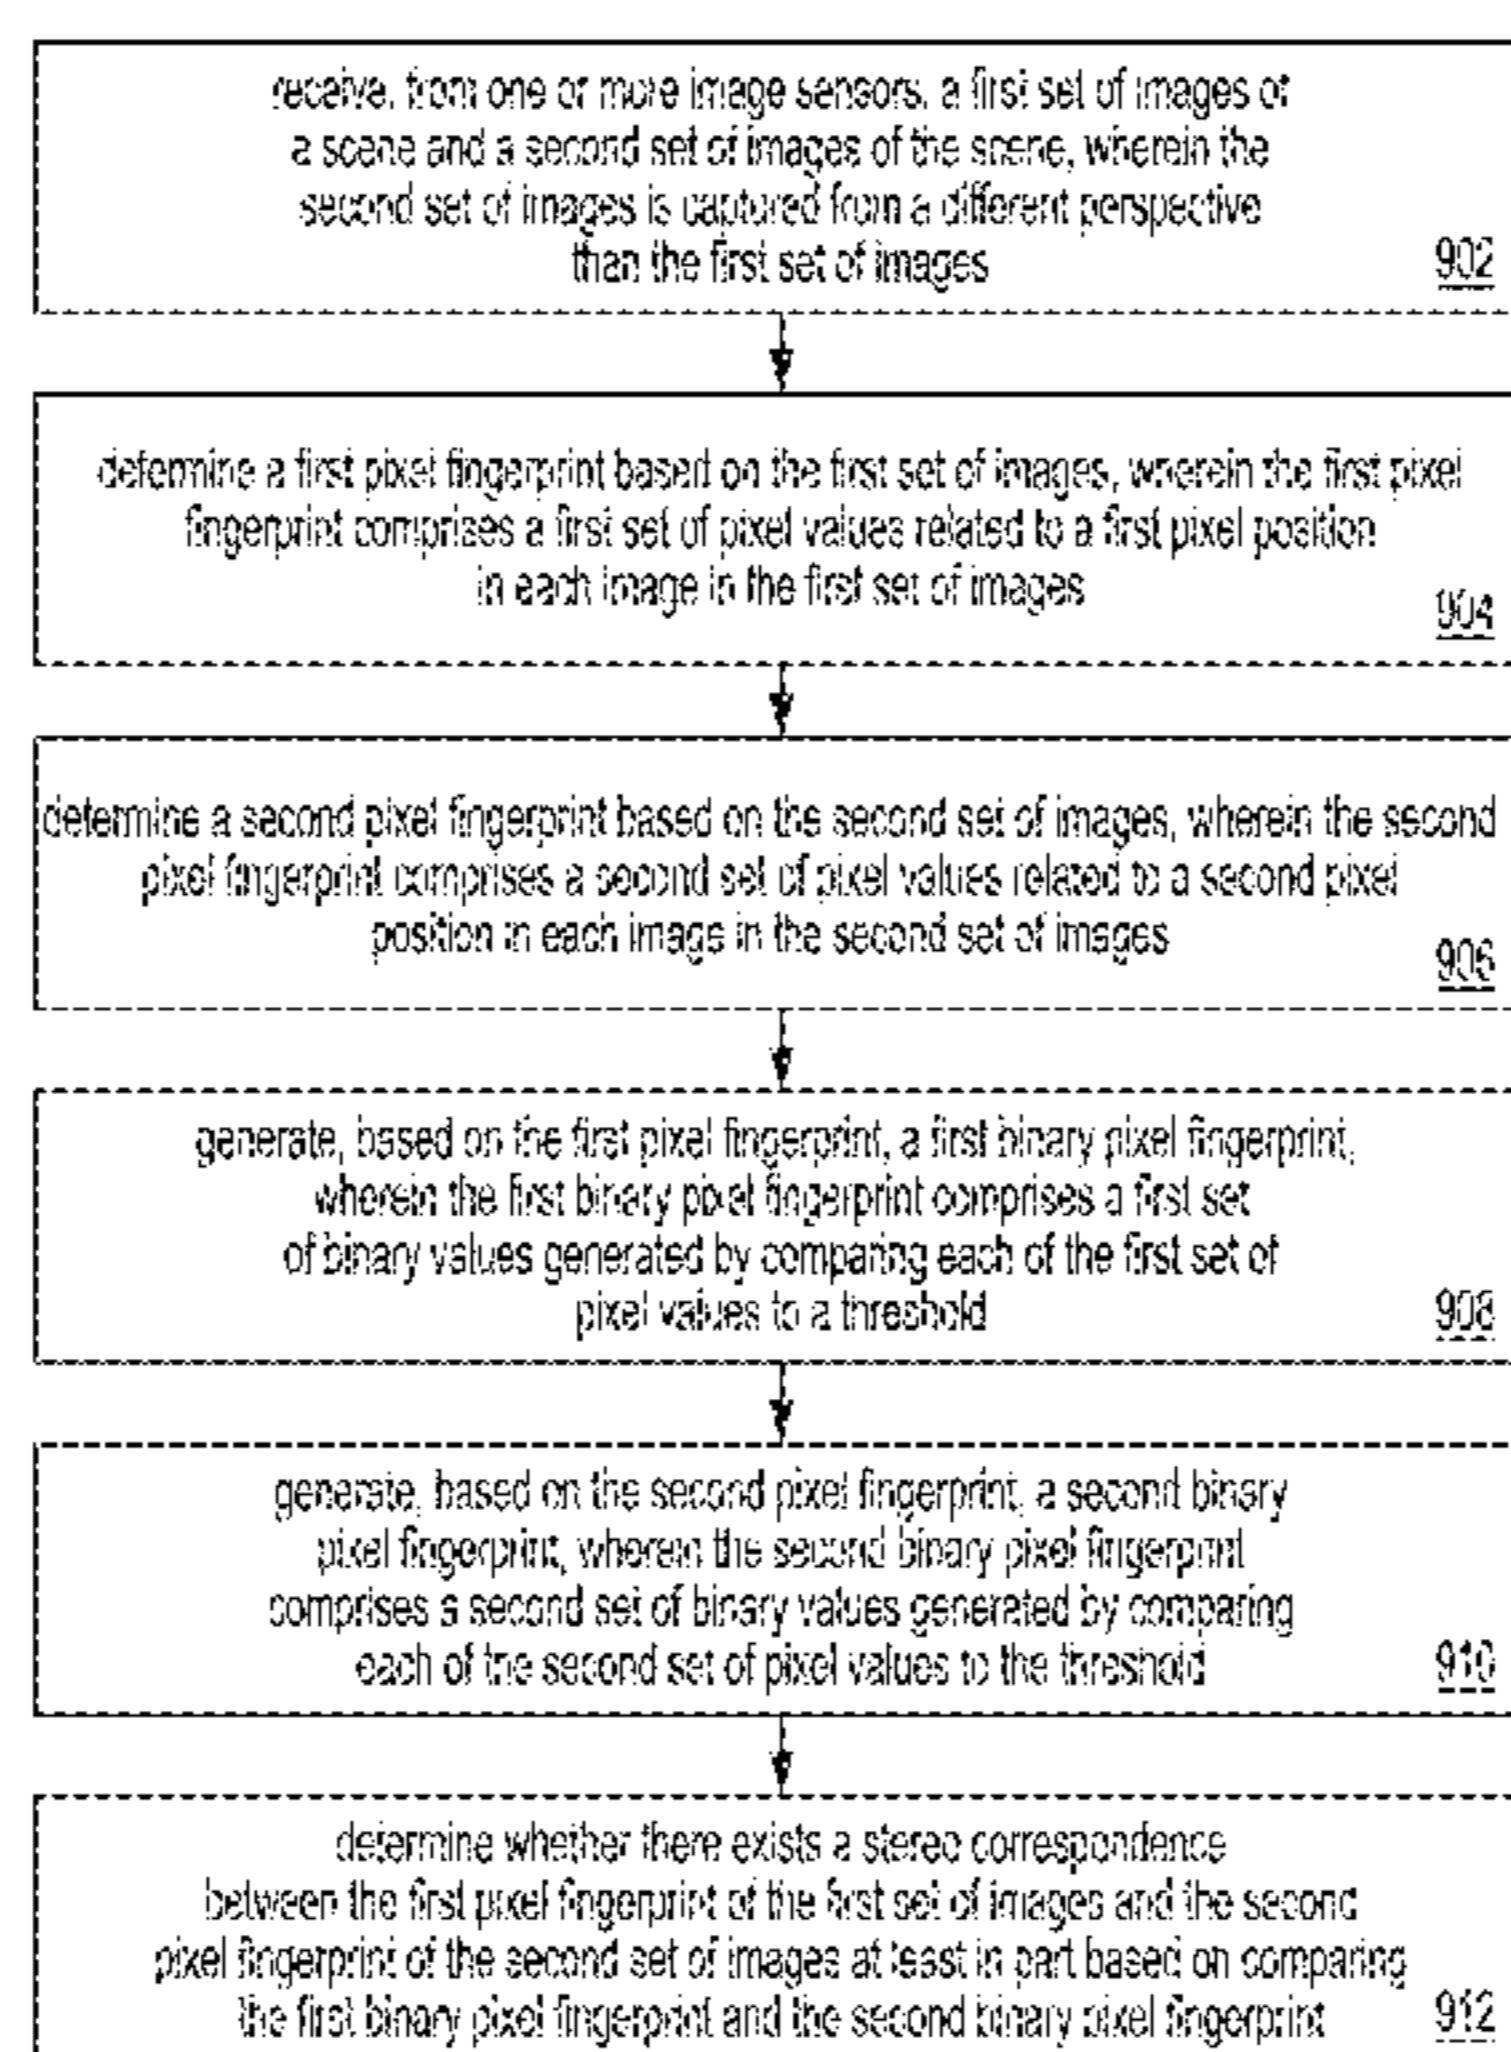 receive, from one or more image sensors, a first set of images of
a scene and a second set of images of the scene, wherein the
second set of images is captured from a different perspective
than the first set of images
902
determine a first pixel fingerprint based on the first set of images, wherein the first pixel
fingerprint comprises a first set of pixel values related to a first pixel position
in each image in the first set of images
904
determine a second pixel fingerprint based on the second set of images, wherein the second
pixel fingerprint comprises a second set of pixel values related to a second pixel
position in each image in the second set of images
906
generate, based on the first pixel fingerprint, a first binary pixel fingerprint,
wherein the first binary pixel fingerprint comprises a first set
of binary values generated by comparing each of the first set of
pixel values to a threshold
908
generate, based on the second pixel fingerprint, a second binary
pixel fingerprint, wherein the second binary pixel fingerprint
comprises a second set of binary values generated by comparing
each of the second set of pixel values to the threshold
910
determine whether there exists a stereo correspondence
between the first pixel fingerprint of the first set of images and the second
pixel fingerprint of the second set of images at least in part based on comparing
the first binary pixel fingerprint and the second binary pixel fingerprint
912